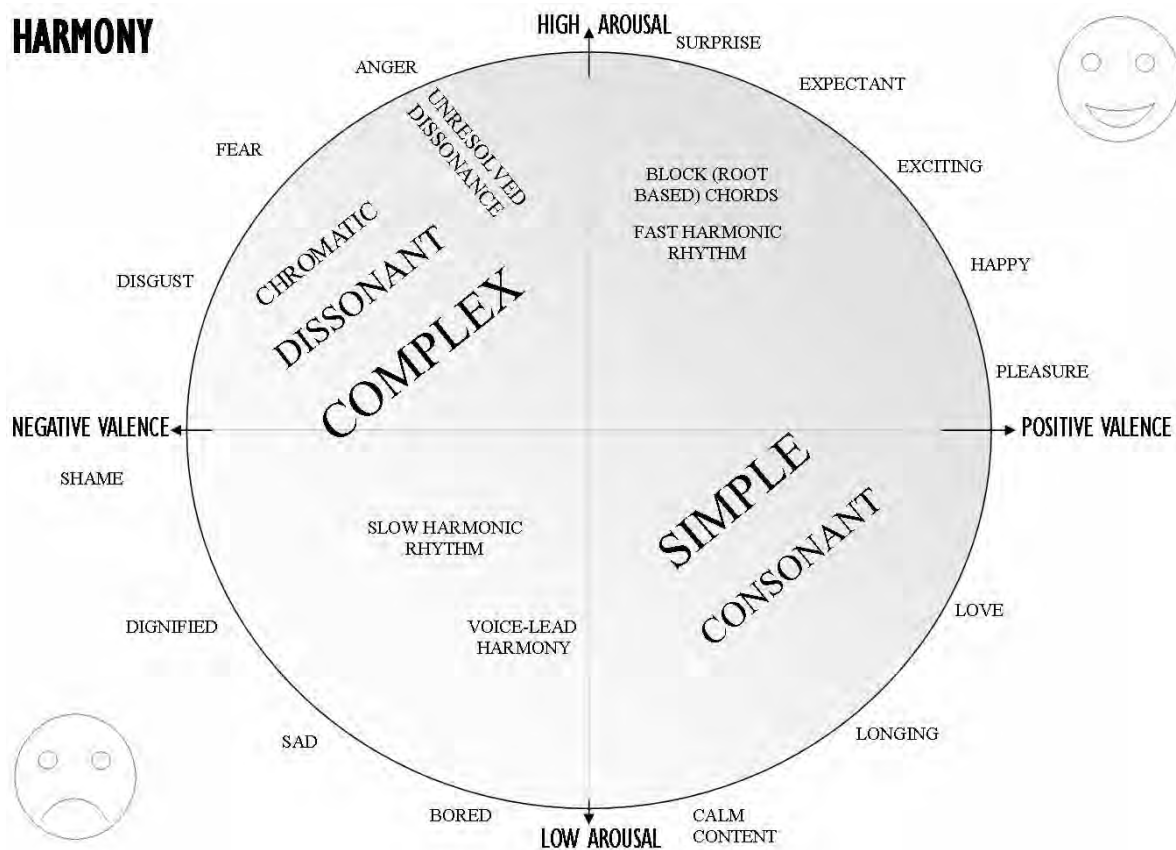 HARMONY
HIGH AROUSAL
SURPRISE
ANGER
EXPECTANT
UNRESOLVED
DISSONANCE
FEAR
EXCITING
BLOCK (ROOT
BASED) CHORDS
FAST HARMONIC
RHYTHM
CHROMATIC
DISSONANT
COMPLEX
DISGUST
HAPPY
PLEASURE
NEGATIVE VALENCE
POSITIVE VALENCE
SHAME
SIMPLE
CONSONANT
SLOW HARMONIC
RHYTHM
DIGNIFIED
VOICE-LEAD
HARMONY
LOVE
SAD
LONGING
BORED
CALM
CONTENT
LOW AROUSAL